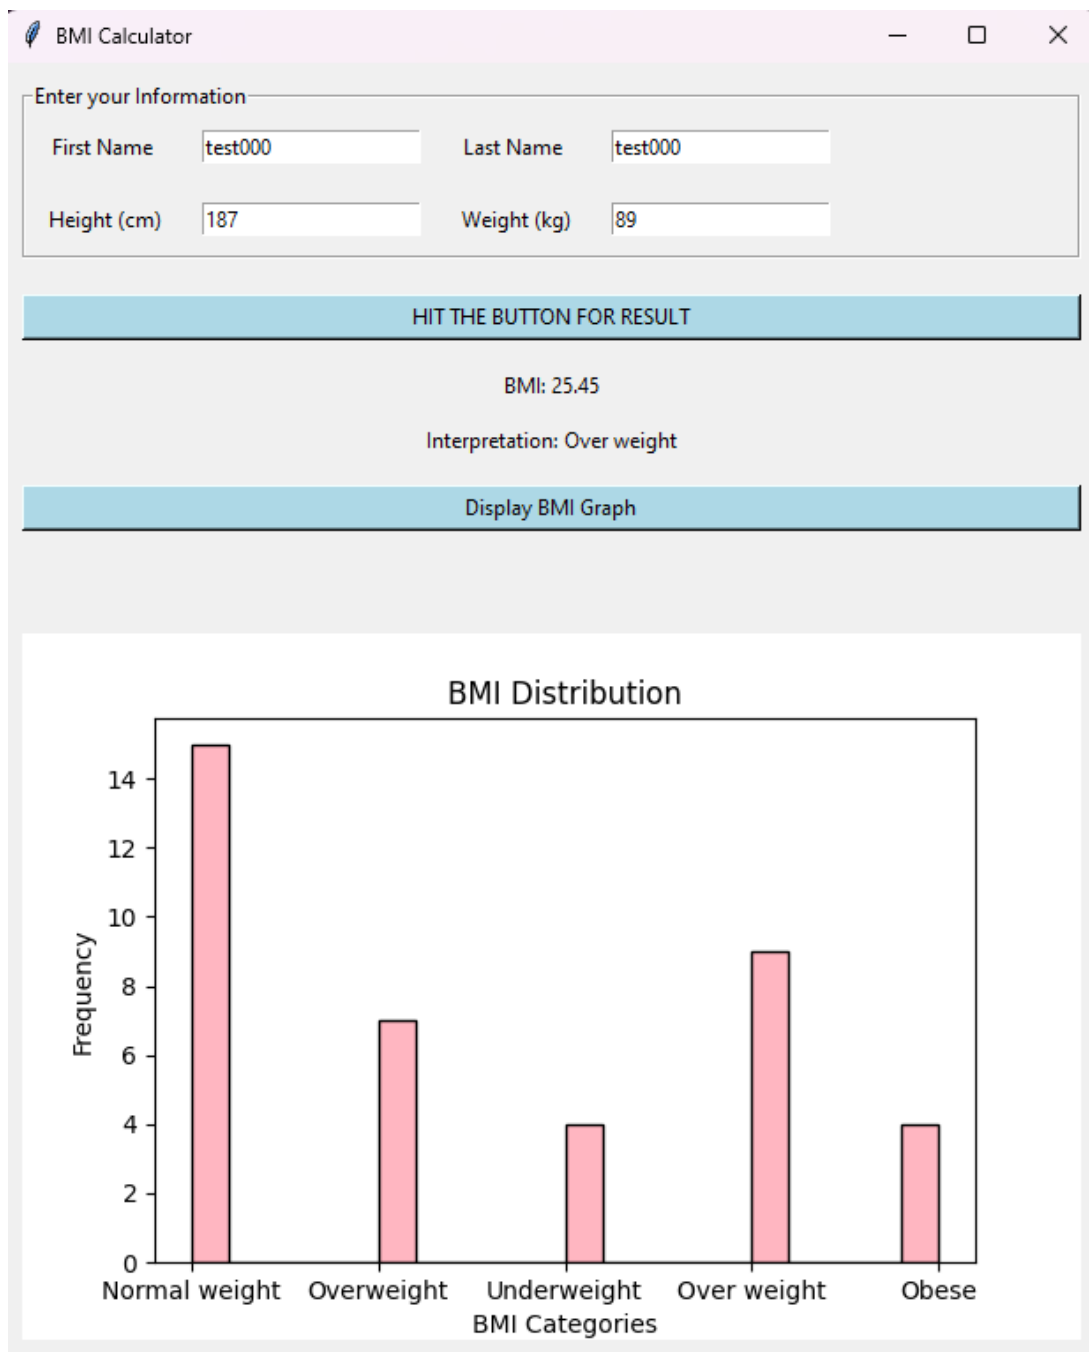 BMI Calculator
Enter your Information
First Name test000 Last Name test000
Height (cm) 187 Weight (kg) 89
HIT THE BUTTON FOR RESULT
BMI: 25.45
Interpretation: Over weight
Display BMI Graph
BMI Distribution
14
12
10
8
6
4
2
0
Frequency
Normal weight Overweight Underweight Over weight Obese
BMI Categories